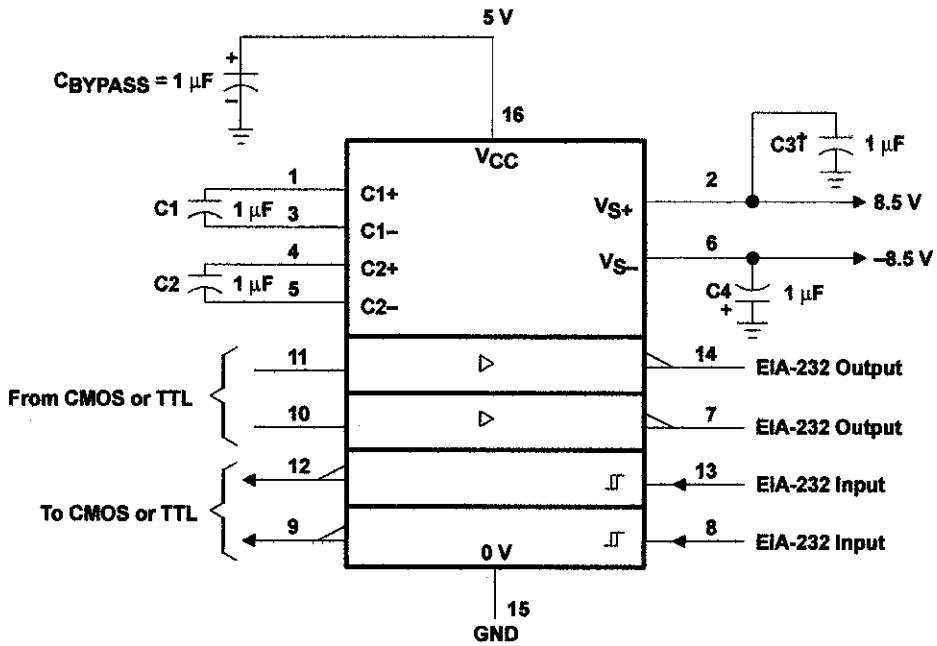 5 V
+
CBYPASS = 1 μF
–
16
VCC
C3† 1 μF
1
C1+
C1 1 μF
3
C1–
2
VS+
8.5 V
4
C2+
C2 1 μF
5
C2–
6
VS–
–8.5 V
C4 1 μF
+
11
14
EIA-232 Output
From CMOS or TTL
10
7
EIA-232 Output
12
13
EIA-232 Input
To CMOS or TTL
9
8
EIA-232 Input
0 V
15
GND